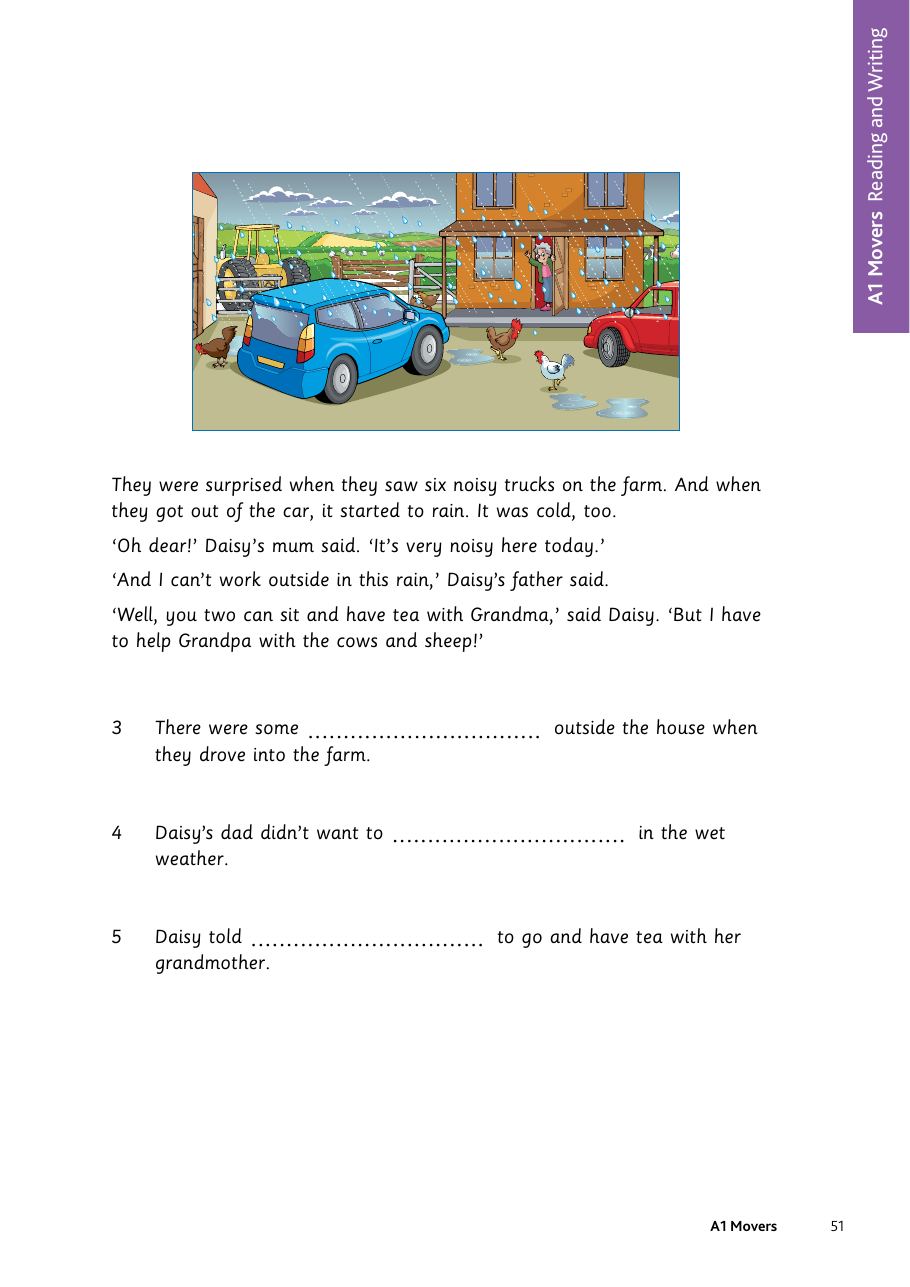 A1 Movers Reading and Writing
They were surprised when they saw six noisy trucks on the farm. And when
they got out of the car, it started to rain. It was cold, too.
‘Oh dear!’ Daisy’s mum said. ‘It’s very noisy here today.’
‘And I can’t work outside in this rain,’ Daisy’s father said.
‘Well, you two can sit and have tea with Grandma,’ said Daisy. ‘But I have
to help Grandpa with the cows and sheep!’
3 There were some ................................. outside the house when
they drove into the farm.
4 Daisy’s dad didn’t want to ................................. in the wet
weather.
5 Daisy told ................................. to go and have tea with her
grandmother.
A1 Movers 51